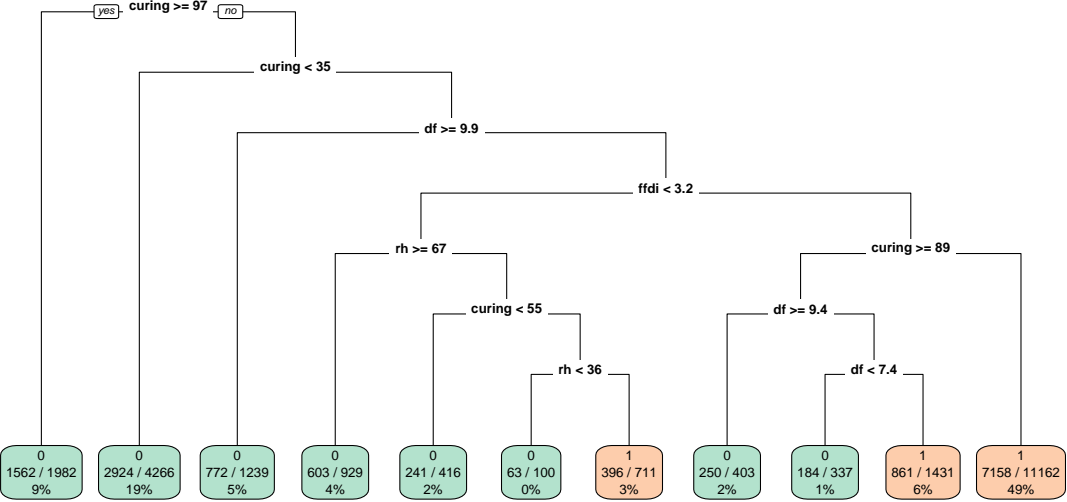 curing >= 97
yes
no
curing < 35
df >= 9.9
ffdi < 3.2
rh >= 67
curing >= 89
curing < 55
df >= 9.4
rh < 36
df < 7.4
0
1562 / 1982
9%
0
2924 / 4266
19%
0
772 / 1239
5%
0
603 / 929
4%
0
241 / 416
2%
0
63 / 100
0%
1
396 / 711
3%
0
250 / 403
2%
0
184 / 337
1%
1
861 / 1431
6%
1
7158 / 11162
49%